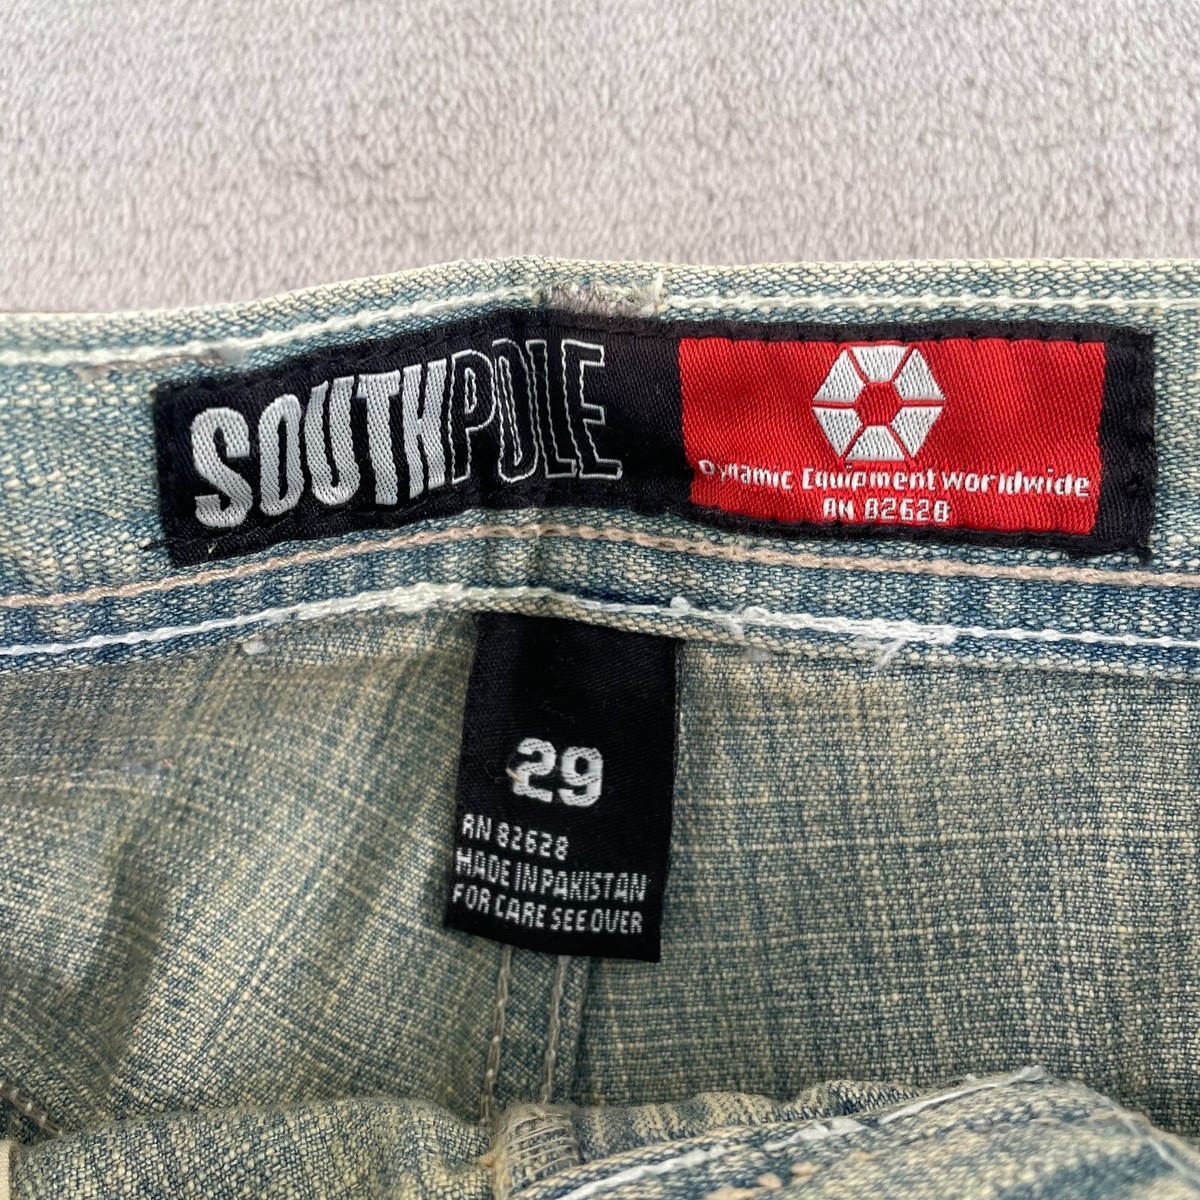 SOUTHPOLE
Dynamic Equipment worldwide
RN 82628
29
RN 82628
MADE IN PAKISTAN
FOR CARE SEE OVER